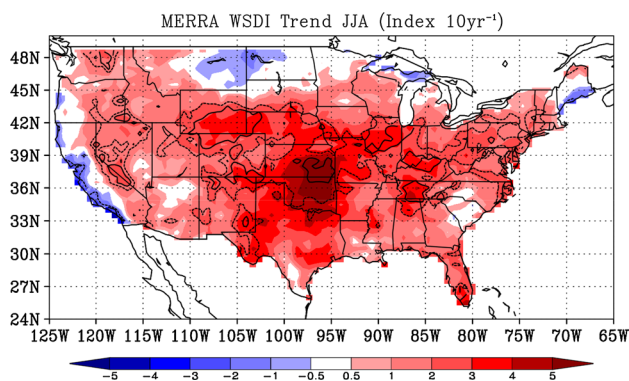 MERRA WSDI Trend JJA (Index 10yr⁻¹)
48N
45N
42N
39N
36N
33N
30N
27N
24N
125W 120W 115W 110W 105W 100W 95W 90W 85W 80W 75W 70W 65W
−5 −4 −3 −2 −1 −0.5 0.5 1 2 3 4 5